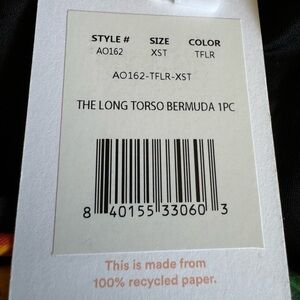 STYLE # SIZE COLOR
AO162 XST TFLR
AO162-TFLR-XST
THE LONG TORSO BERMUDA 1PC
8 40155 33060 3
This is made from
100% recycled paper.